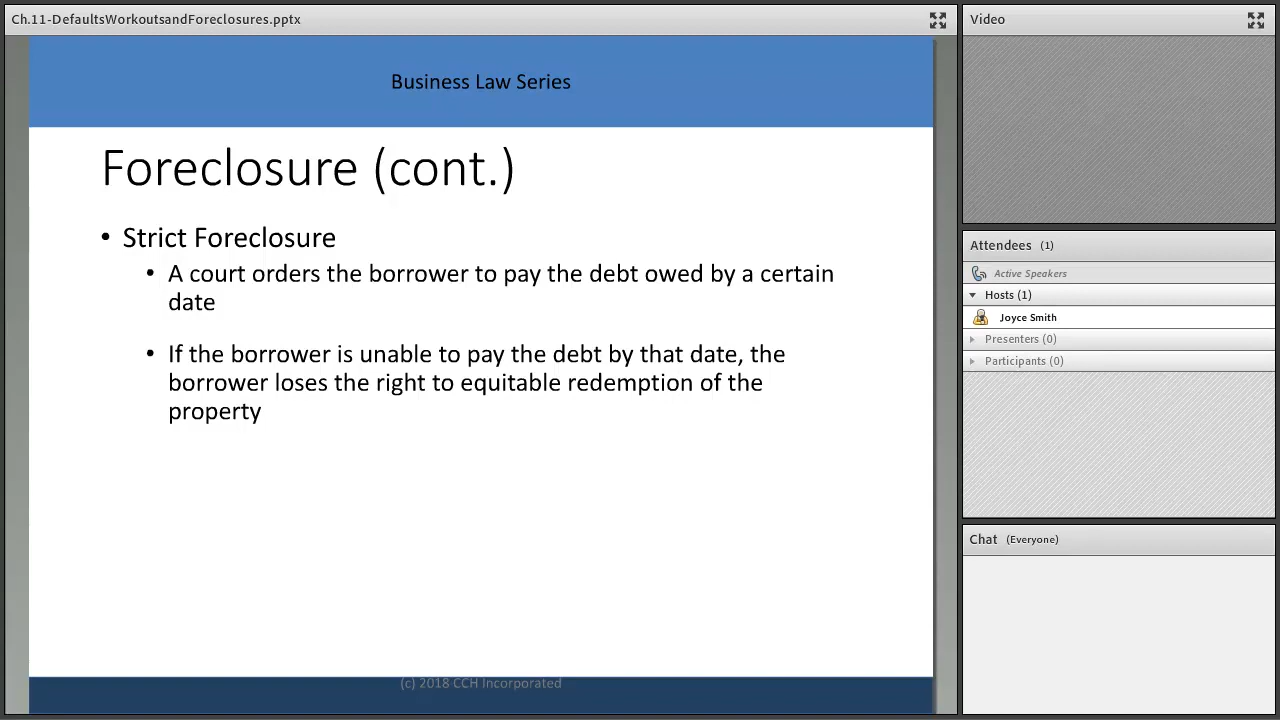 Ch.11-DefaultsWorkoutsandForeclosures.pptx
Business Law Series
Foreclosure (cont.)
• Strict Foreclosure
• A court orders the borrower to pay the debt owed by a certain
date
• If the borrower is unable to pay the debt by that date, the
borrower loses the right to equitable redemption of the
property
(c) 2018 CCH Incorporated
Video
Attendees (1)
Active Speakers
Hosts (1)
Joyce Smith
Presenters (0)
Participants (0)
Chat (Everyone)